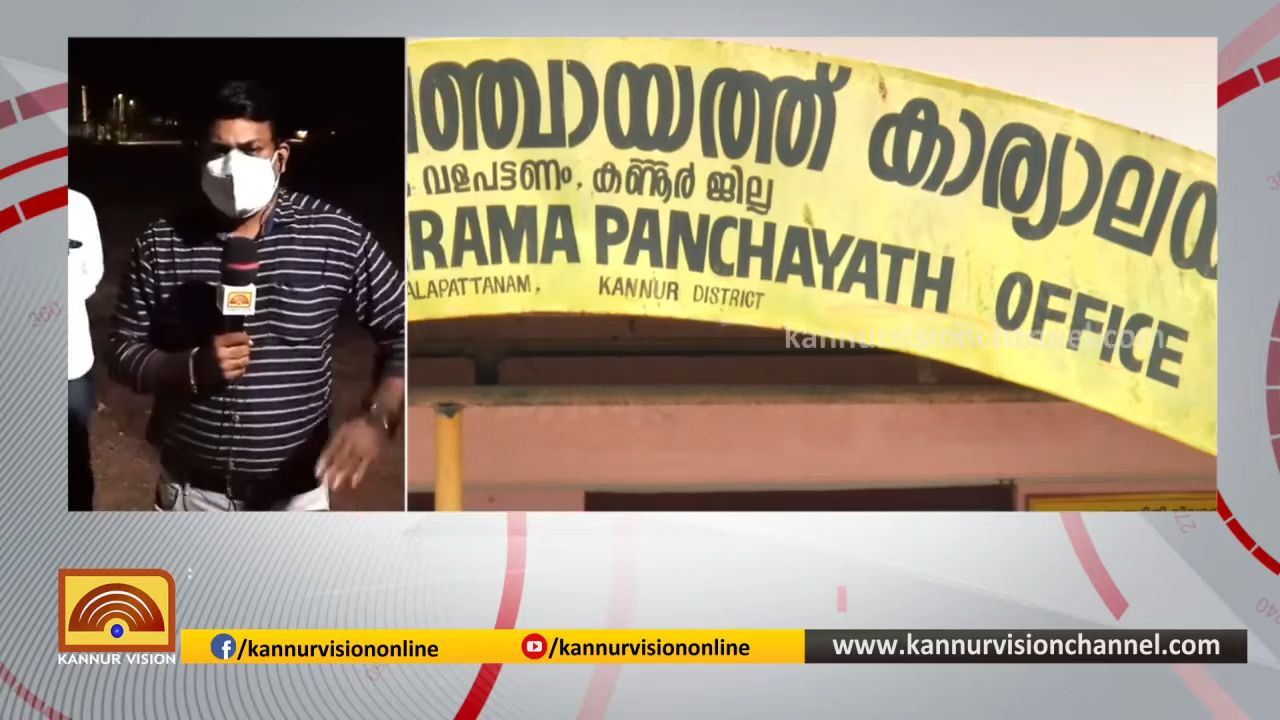 ഞ്ചായത്ത് കാര്യാലയ
വളപട്ടണം, കണ്ണൂർ ജില്ല
RAMA PANCHAYATH OFFICE
ALAPATTANAM, KANNUR DISTRICT
kannurvisionchannel.com
KANNUR VISION
/kannurvisiononline
/kannurvisiononline
www.kannurvisionchannel.com